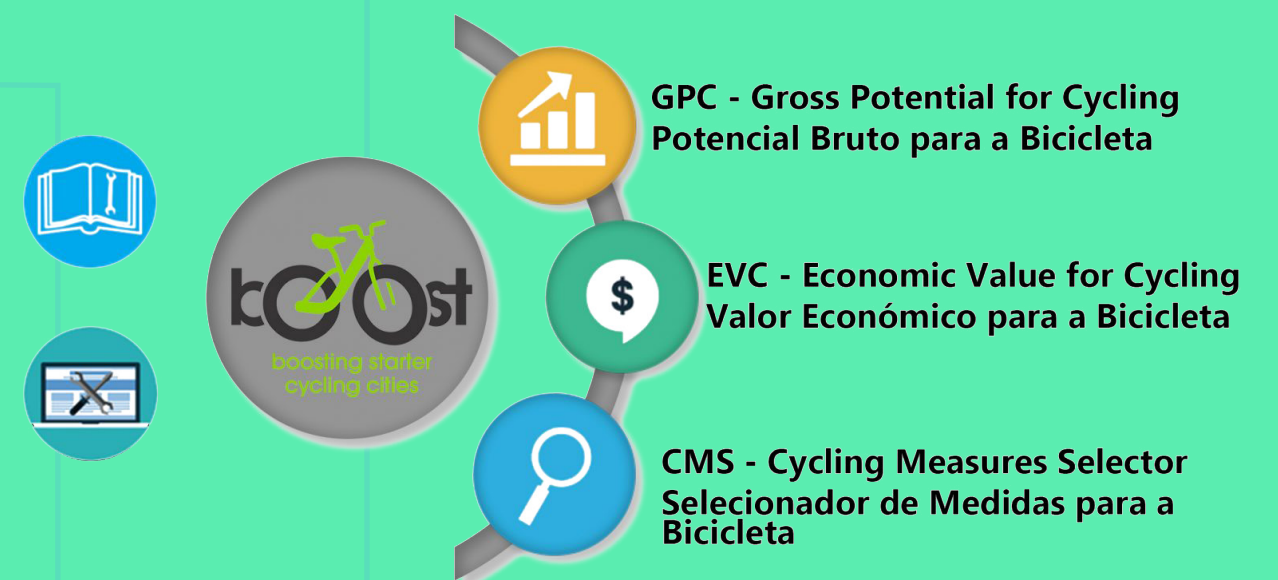 boost
boosting starter
cycling cities
GPC - Gross Potential for Cycling
Potencial Bruto para a Bicicleta
$
EVC - Economic Value for Cycling
Valor Económico para a Bicicleta
CMS - Cycling Measures Selector
Selecionador de Medidas para a
Bicicleta